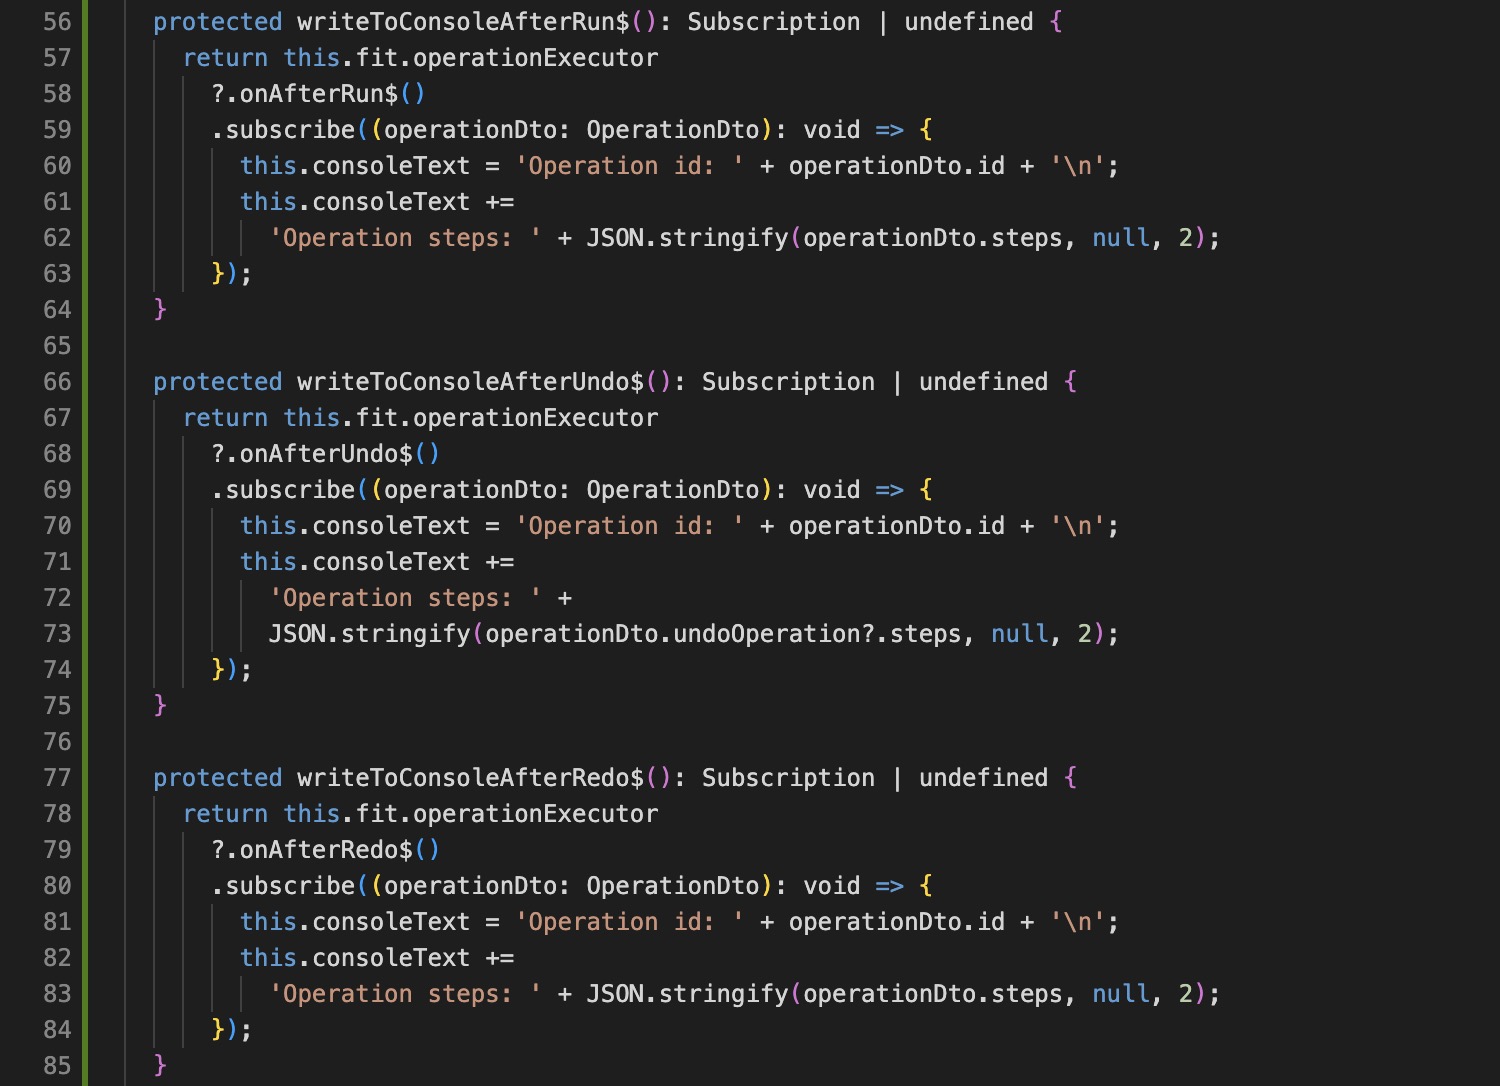 56 protected writeToConsoleAfterRun$(): Subscription | undefined {
57 return this.fit.operationExecutor
58 ?.onAfterRun$()
59 .subscribe((operationDto: OperationDto): void => {
60 this.consoleText = 'Operation id: ' + operationDto.id + '\n';
61 this.consoleText +=
62 'Operation steps: ' + JSON.stringify(operationDto.steps, null, 2);
63 });
64 }
65
66 protected writeToConsoleAfterUndo$(): Subscription | undefined {
67 return this.fit.operationExecutor
68 ?.onAfterUndo$()
69 .subscribe((operationDto: OperationDto): void => {
70 this.consoleText = 'Operation id: ' + operationDto.id + '\n';
71 this.consoleText +=
72 'Operation steps: ' +
73 JSON.stringify(operationDto.undoOperation?.steps, null, 2);
74 });
75 }
76
77 protected writeToConsoleAfterRedo$(): Subscription | undefined {
78 return this.fit.operationExecutor
79 ?.onAfterRedo$()
80 .subscribe((operationDto: OperationDto): void => {
81 this.consoleText = 'Operation id: ' + operationDto.id + '\n';
82 this.consoleText +=
83 'Operation steps: ' + JSON.stringify(operationDto.steps, null, 2);
84 });
85 }